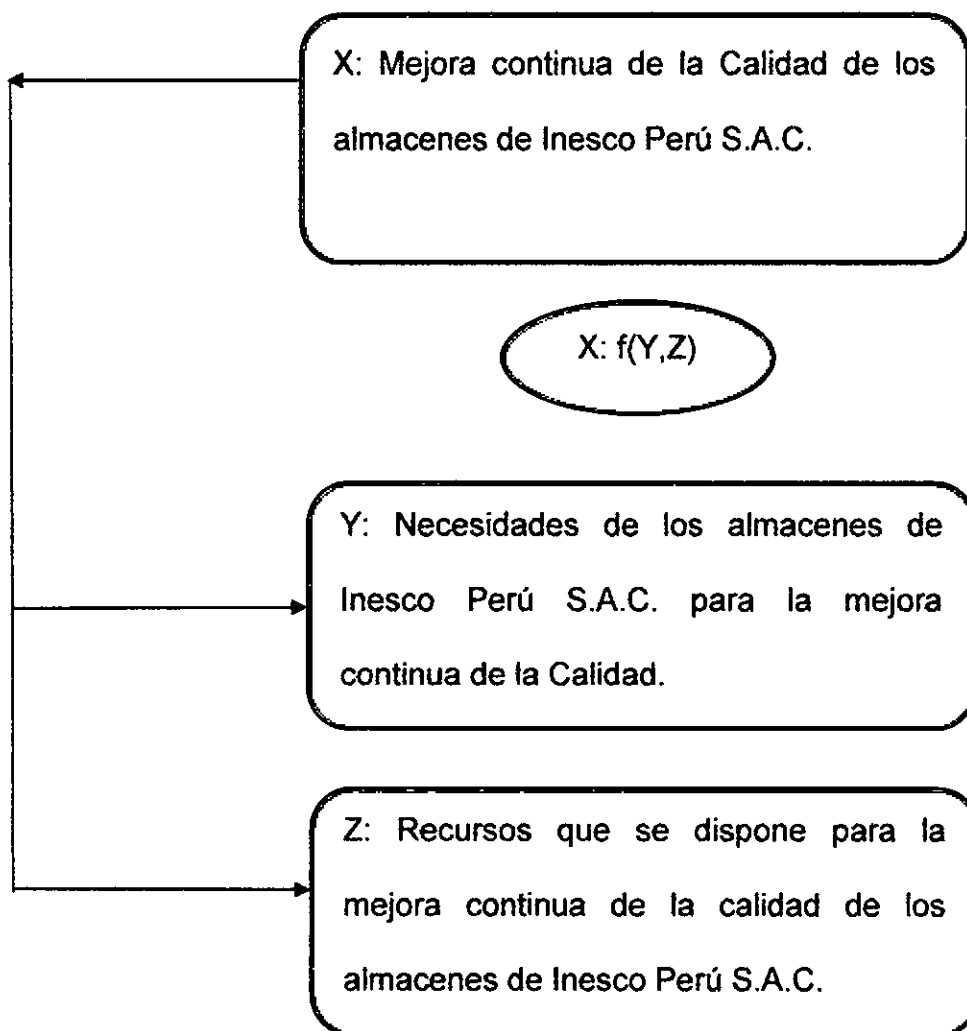 X: Mejora continua de la Calidad de los
almacenes de Inesco Perú S.A.C.
X: f(Y,Z)
Y: Necesidades de los almacenes de
Inesco Perú S.A.C. para la mejora
continua de la Calidad.
Z: Recursos que se dispone para la
mejora continua de la calidad de los
almacenes de Inesco Perú S.A.C.